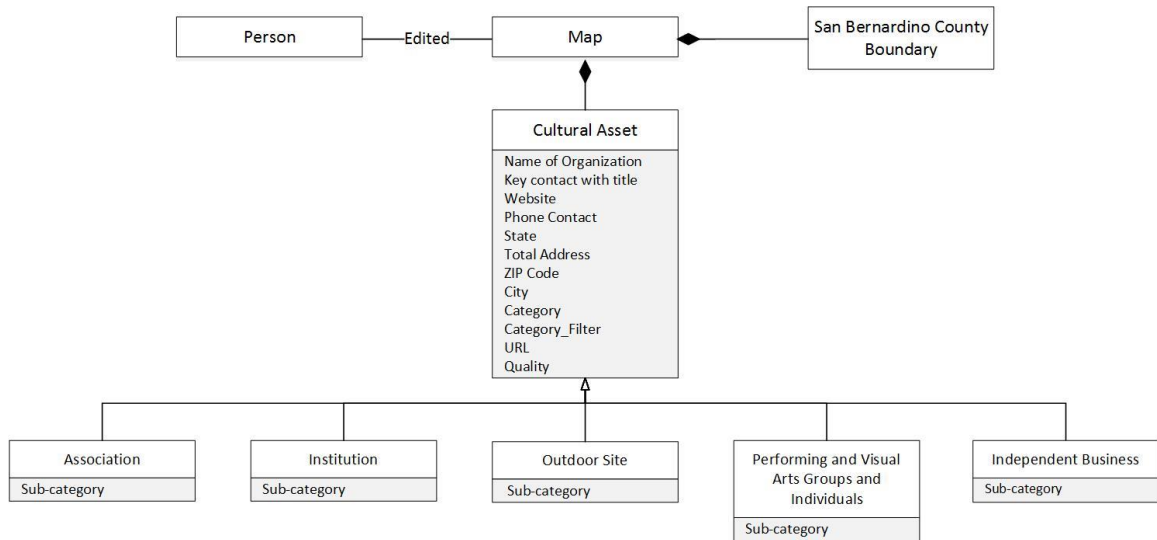 Person
Edited
Map
San Bernardino County
Boundary
Cultural Asset
Name of Organization
Key contact with title
Website
Phone Contact
State
Total Address
ZIP Code
City
Category
Category_Filter
URL
Quality
Association
Sub-category
Institution
Sub-category
Outdoor Site
Sub-category
Performing and Visual
Arts Groups and
Individuals
Sub-category
Independent Business
Sub-category